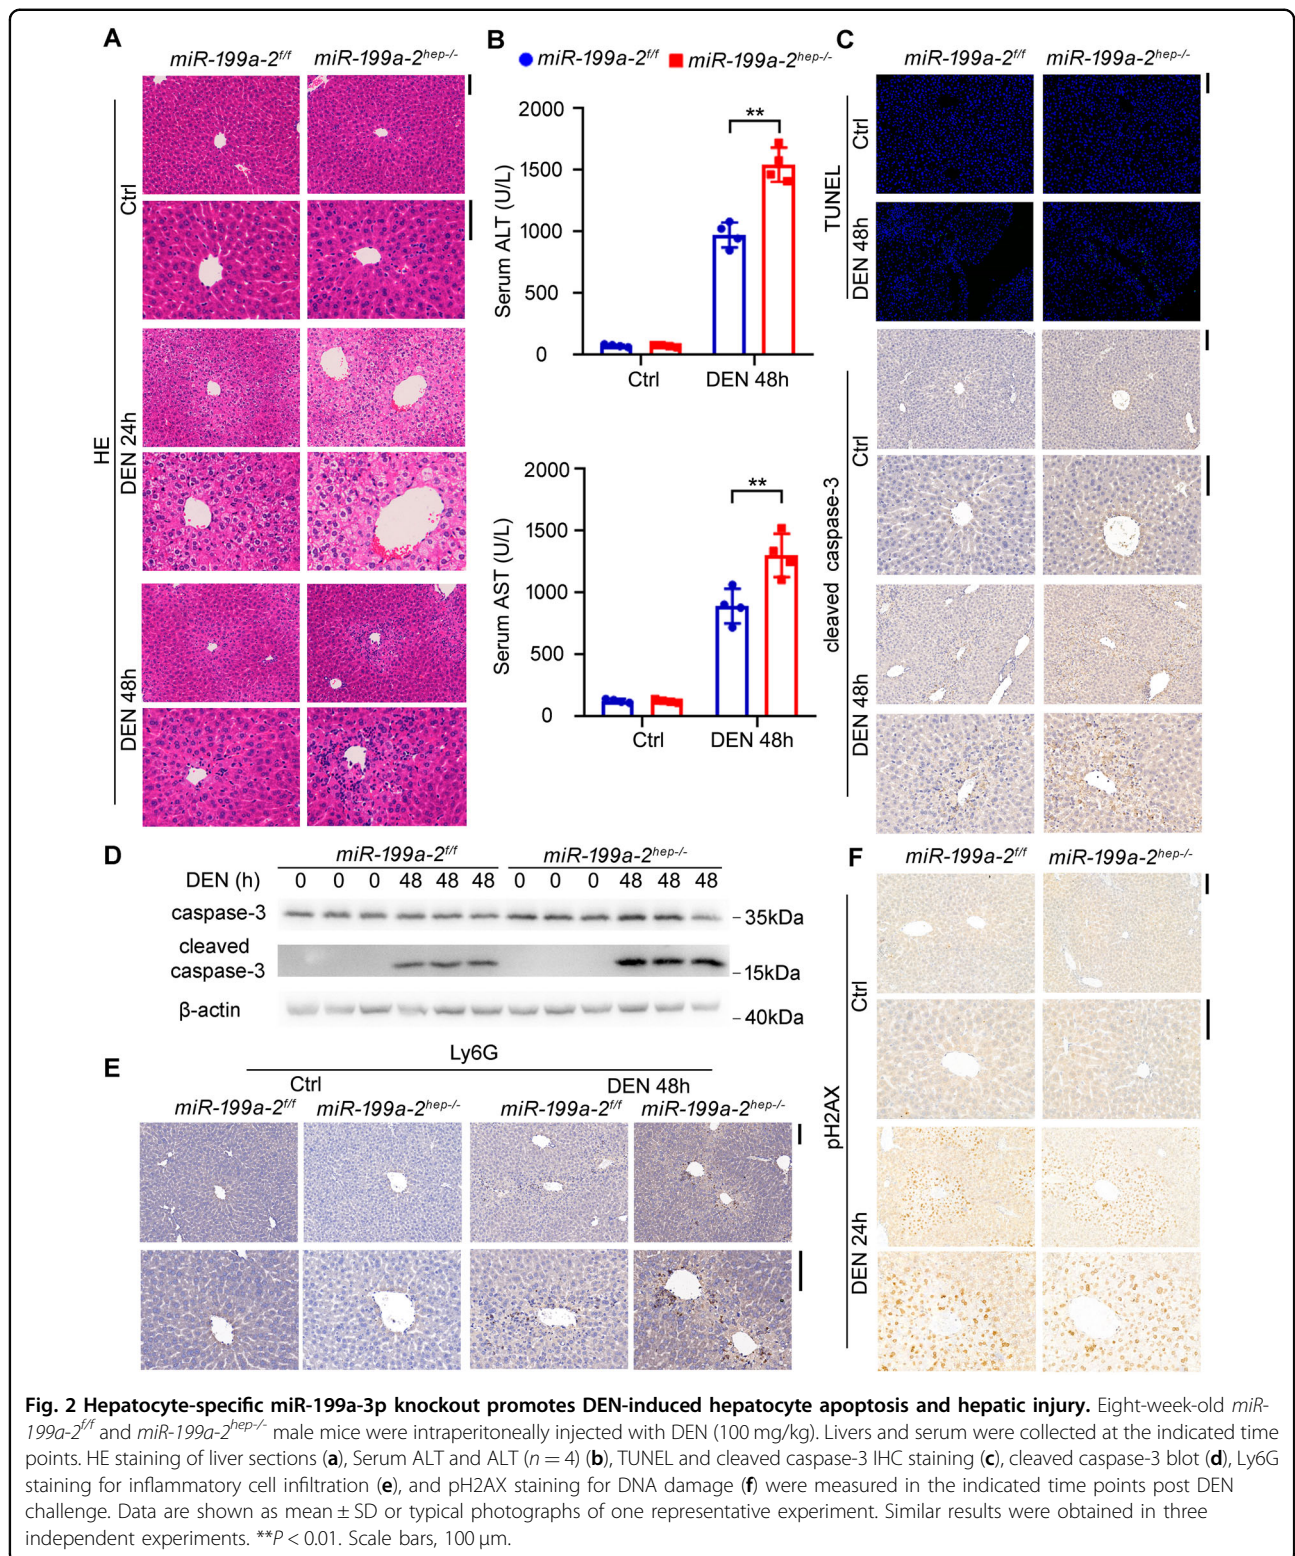 A
miR-199a-2f/f miR-199a-2hep-/-
HE
Ctrl
DEN 24h
DEN 48h
B
miR-199a-2f/f miR-199a-2hep-/-
Serum ALT (U/L)
2000
1500
1000
500
0
**
Ctrl DEN 48h
Serum AST (U/L)
2000
1500
1000
500
0
**
Ctrl DEN 48h
C
miR-199a-2f/f miR-199a-2hep-/-
TUNEL
Ctrl
DEN 48h
cleaved caspase-3
Ctrl
DEN 48h
D
miR-199a-2f/f miR-199a-2hep-/-
DEN (h) 0 0 0 48 48 48 0 0 0 48 48 48
caspase-3 -35kDa
cleaved
caspase-3 -15kDa
β-actin -40kDa
E
Ly6G
Ctrl DEN 48h
miR-199a-2f/f miR-199a-2hep-/- miR-199a-2f/f miR-199a-2hep-/-
F
miR-199a-2f/f miR-199a-2hep-/-
pH2AX
Ctrl
DEN 24h
Fig. 2 Hepatocyte-specific miR-199a-3p knockout promotes DEN-induced hepatocyte apoptosis and hepatic injury. Eight-week-old miR-
199a-2f/f and miR-199a-2hep-/- male mice were intraperitoneally injected with DEN (100 mg/kg). Livers and serum were collected at the indicated time
points. HE staining of liver sections (a), Serum ALT and ALT (n = 4) (b), TUNEL and cleaved caspase-3 IHC staining (c), cleaved caspase-3 blot (d), Ly6G
staining for inflammatory cell infiltration (e), and pH2AX staining for DNA damage (f) were measured in the indicated time points post DEN
challenge. Data are shown as mean ± SD or typical photographs of one representative experiment. Similar results were obtained in three
independent experiments. **P < 0.01. Scale bars, 100 μm.